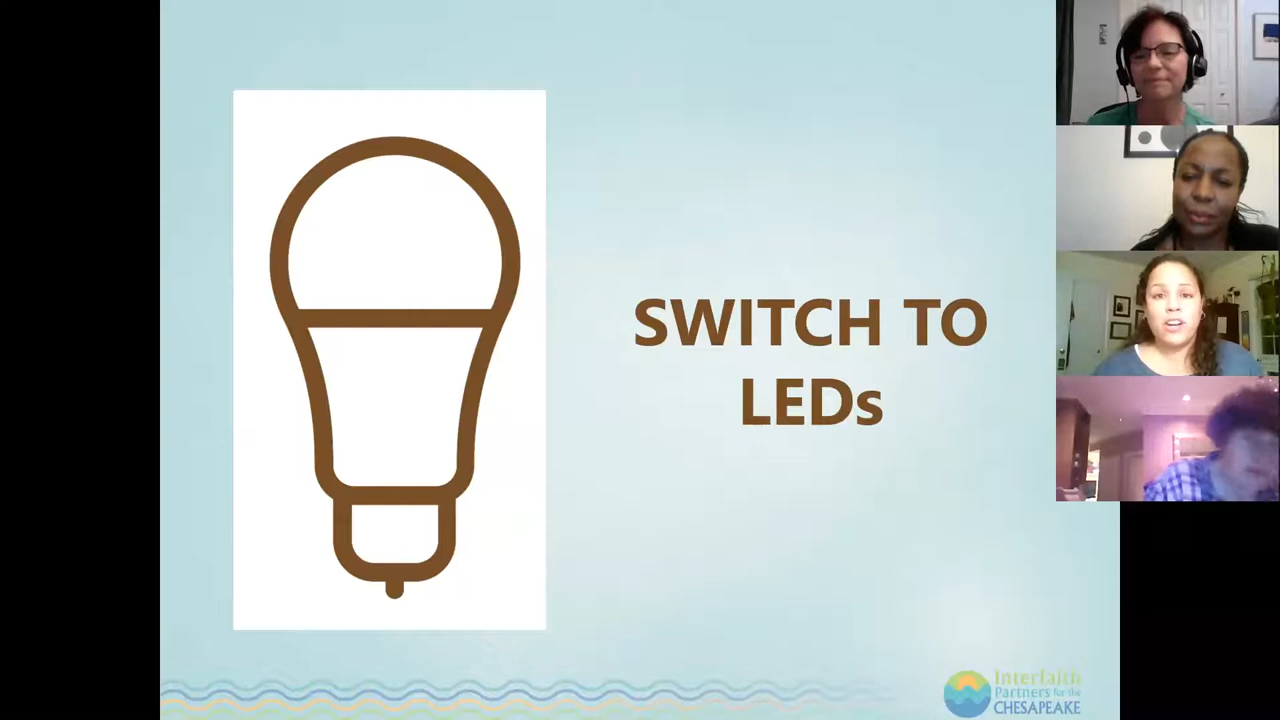 SWITCH TO
LEDs
Interfaith
Partners for the
CHESAPEAKE